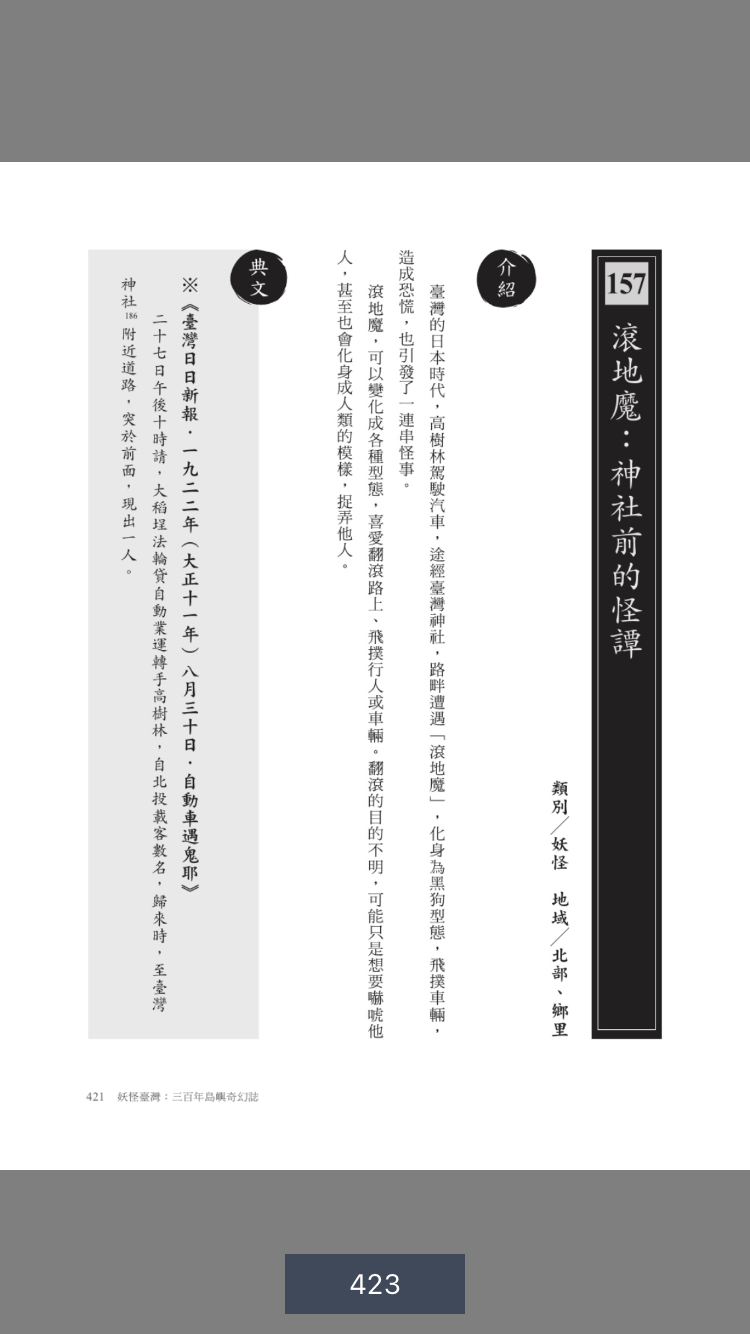 157
滾地魔：神社前的怪譚
類別／妖怪　地域／北部、鄉里
介紹
臺灣的日本時代，高樹林駕駛汽車，途經臺灣神社，路畔遭遇「滾地魔」，化身為黑狗型態，飛撲車輛，
造成恐慌，也引發了一連串怪事。
滾地魔，可以變化成各種型態，喜愛翻滾路上、飛撲行人或車輛。翻滾的目的不明，可能只是想要嚇唬他
人，甚至也會化身成人類的模樣，捉弄他人。
典文
※《臺灣日日新報．一九二二年（大正十一年）八月三十日．自動車遇鬼耶》
二十七日午後十時請，大稻埕法輪貸自動業運轉手高樹林，自北投載客數名，歸來時，至臺灣
神社186附近道路，突於前面，現出一人。
421　妖怪臺灣：三百年島嶼奇幻誌
423